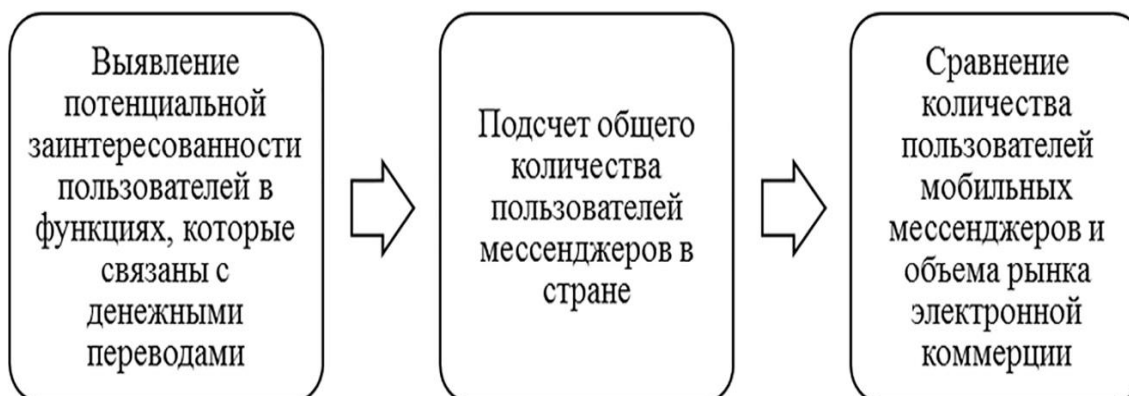 Выявление
потенциальной
заинтересованности
пользователей в
функциях, которые
связаны с
денежными
переводами
Подсчет общего
количества
пользователей
мессенджеров в
стране
Сравнение
количества
пользователей
мобильных
мессенджеров и
объема рынка
электронной
коммерции